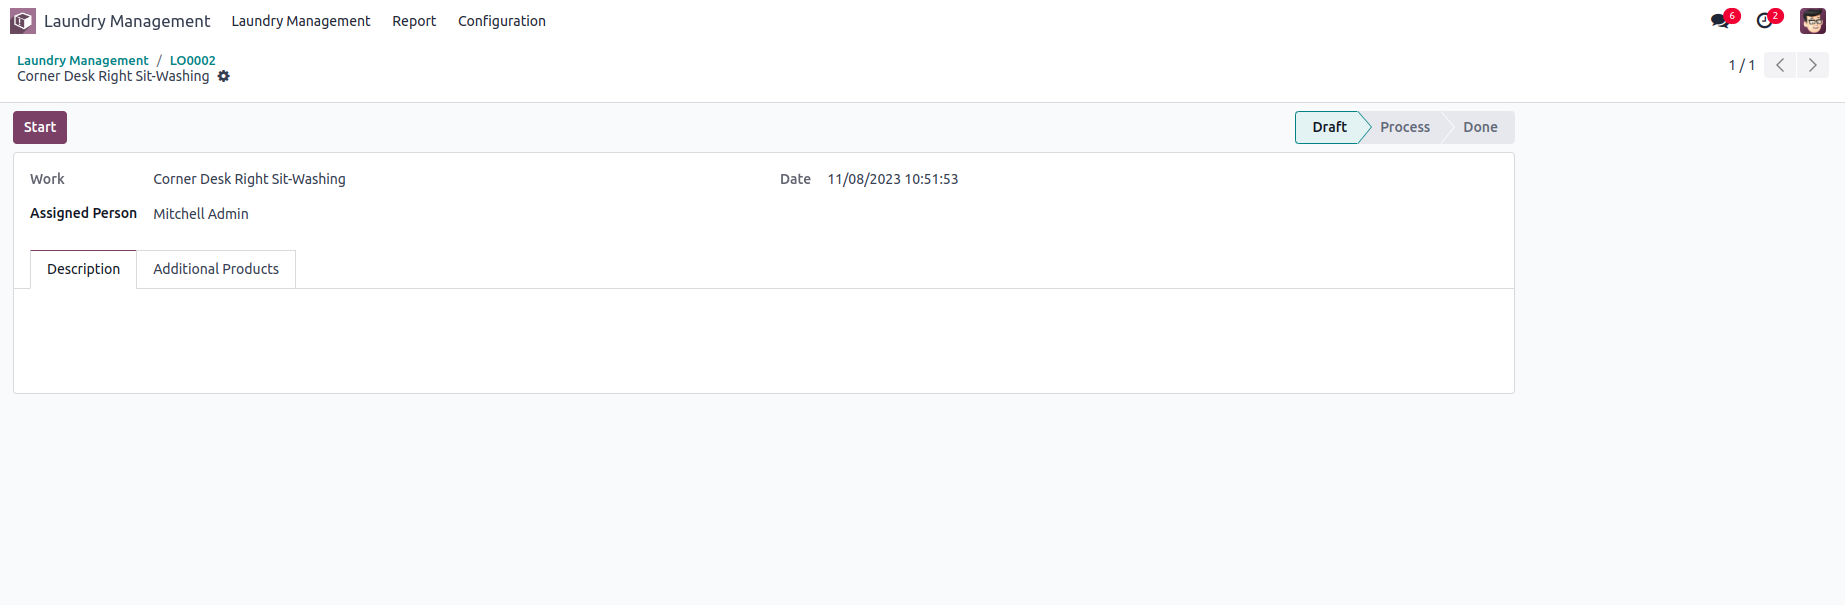 Laundry Management Laundry Management Report Configuration 6 2
Laundry Management / LO0002
Corner Desk Right Sit-Washing
1 / 1
Start
Draft Process Done
Work Corner Desk Right Sit-Washing Date 11/08/2023 10:51:53
Assigned Person Mitchell Admin
Description Additional Products